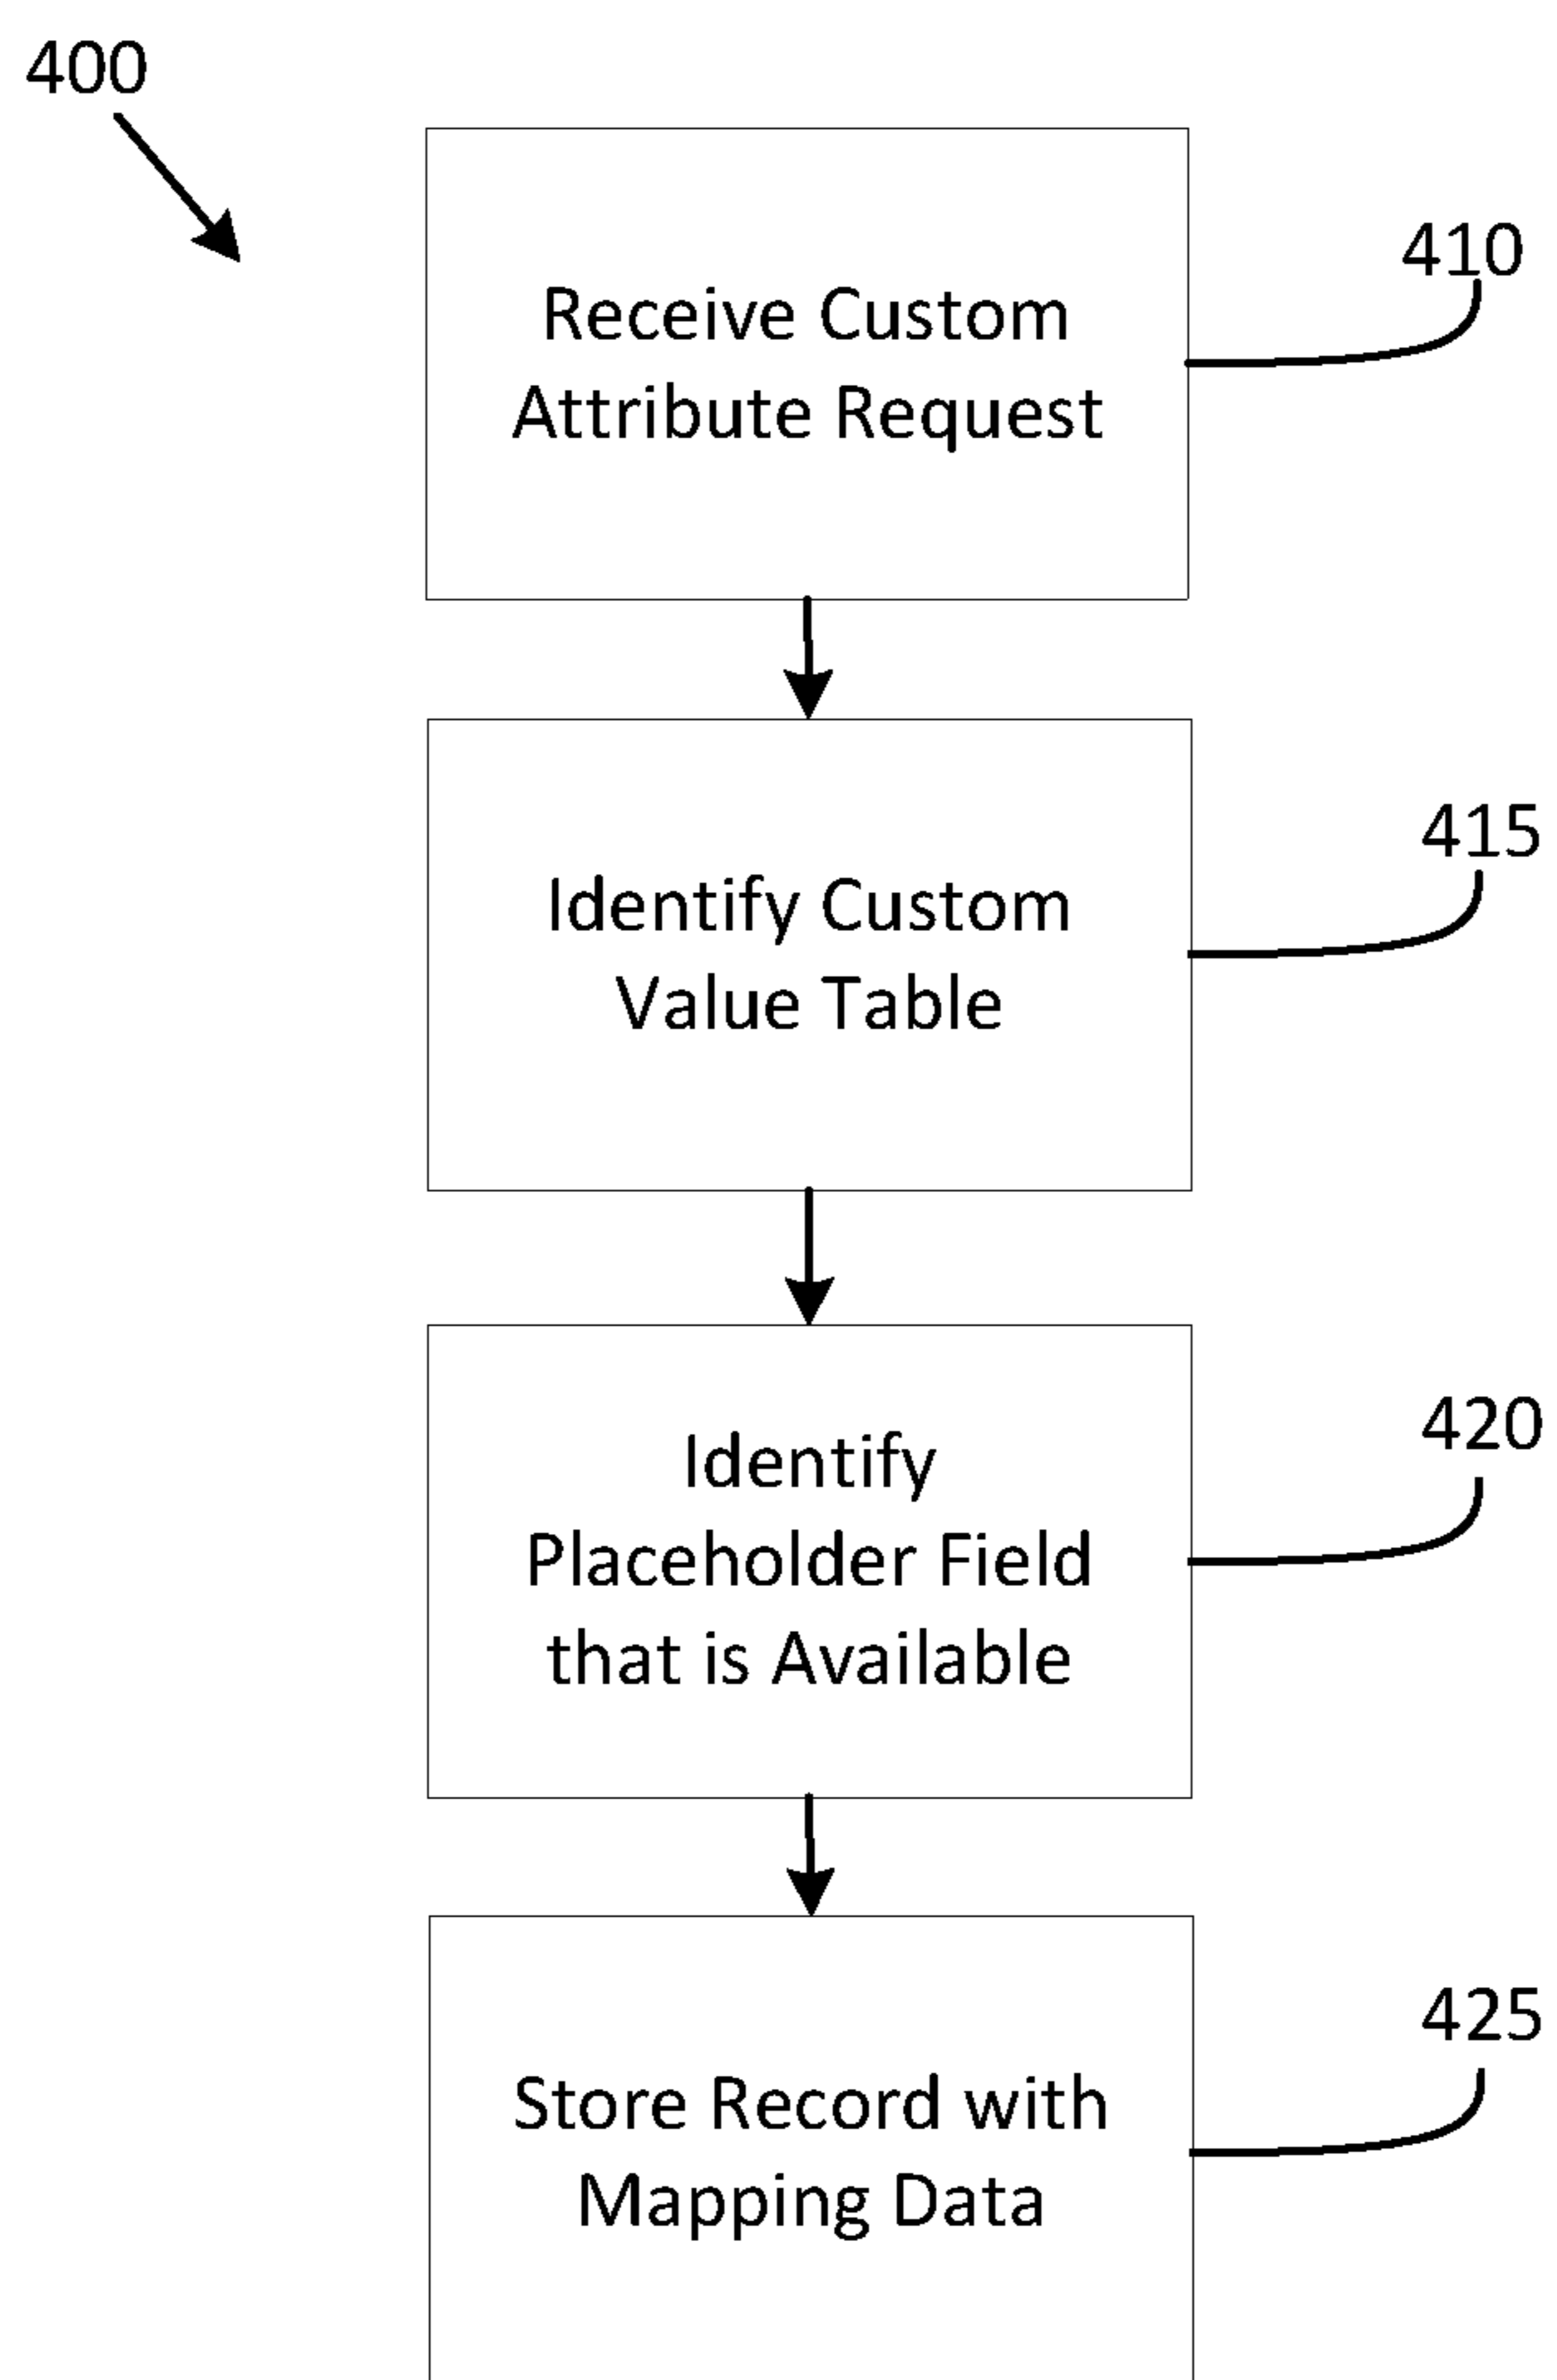 400
410
Receive Custom
Attribute Request
415
Identify Custom
Value Table
420
Identify
Placeholder Field
that is Available
425
Store Record with
Mapping Data